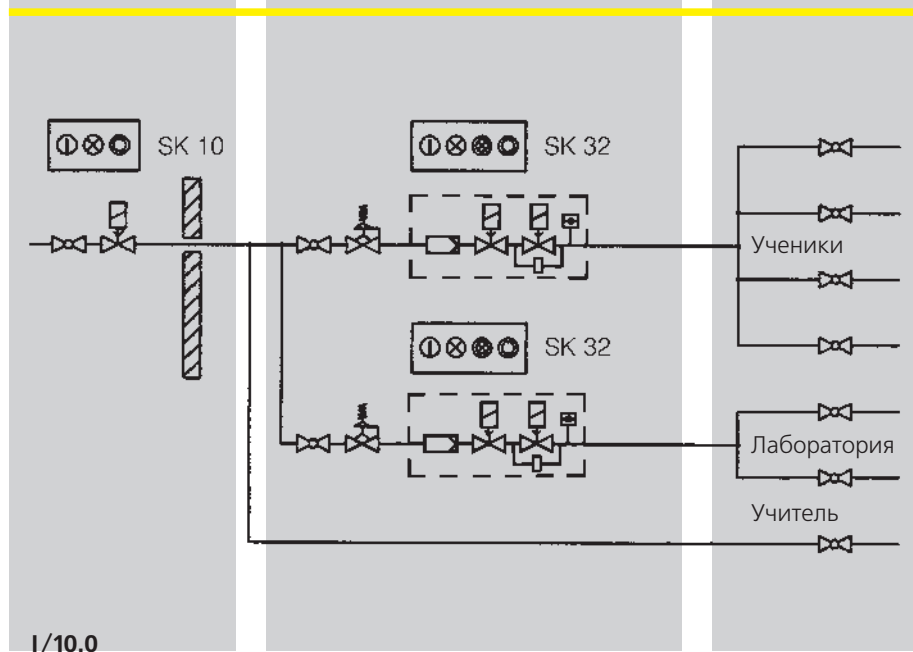 SK 10
SK 32
Ученики
SK 32
Лаборатория
Учитель
I/10.0